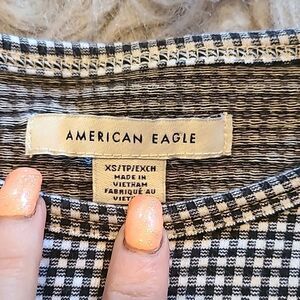 AMERICAN EAGLE
XS/TP/EXCH
MADE IN
VIETNAM
FABRIQUÉ AU